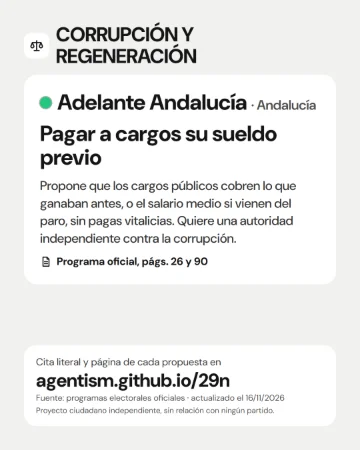 CORRUPCIÓN Y
REGENERACIÓN
Adelante Andalucía · Andalucía
Pagar a cargos su sueldo
previo
Propone que los cargos públicos cobren lo que
ganaban antes, o el salario medio si vienen del
paro, sin pagas vitalicias. Quiere una autoridad
independiente contra la corrupción.
Programa oficial, págs. 26 y 90
Cita literal y página de cada propuesta en
agentism.github.io/29n
Fuente: programas electorales oficiales · actualizado el 16/11/2026
Proyecto ciudadano independiente, sin relación con ningún partido.